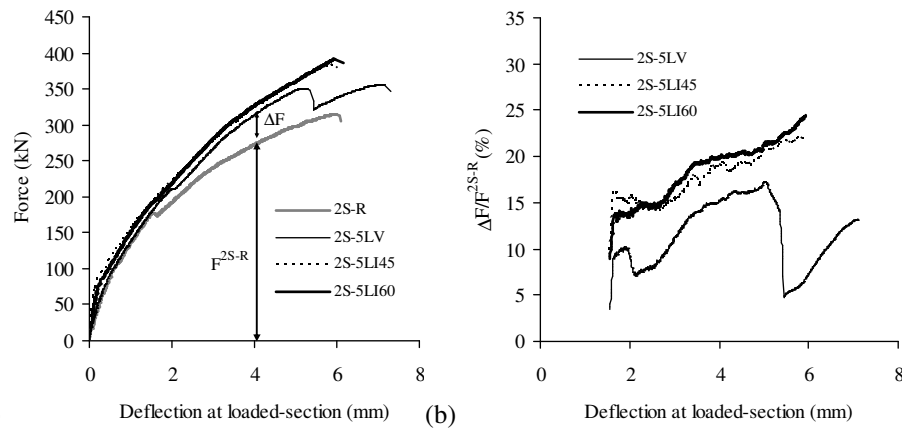 450
400
350
300
250
200
150
100
50
0
Force (kN)
ΔF
F^2S-R
2S-R
2S-5LV
2S-5LI45
2S-5LI60
0 2 4 6 8
Deflection at loaded-section (mm)
(b)
35
30
25
20
15
10
5
0
ΔF/F^2S-R (%)
2S-5LV
2S-5LI45
2S-5LI60
0 2 4 6 8
Deflection at loaded-section (mm)